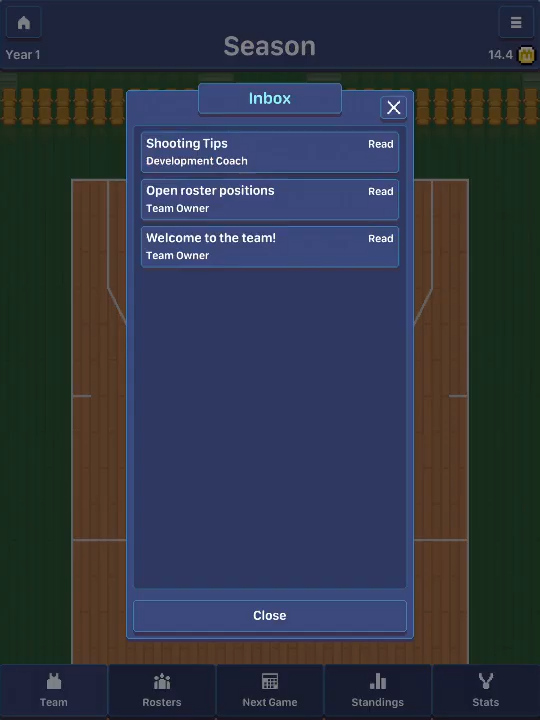 Year 1
Season
14.4
Inbox
Shooting Tips
Read
Development Coach
Open roster positions
Read
Team Owner
Welcome to the team!
Read
Team Owner
Close
Team
Rosters
Next Game
Standings
Stats